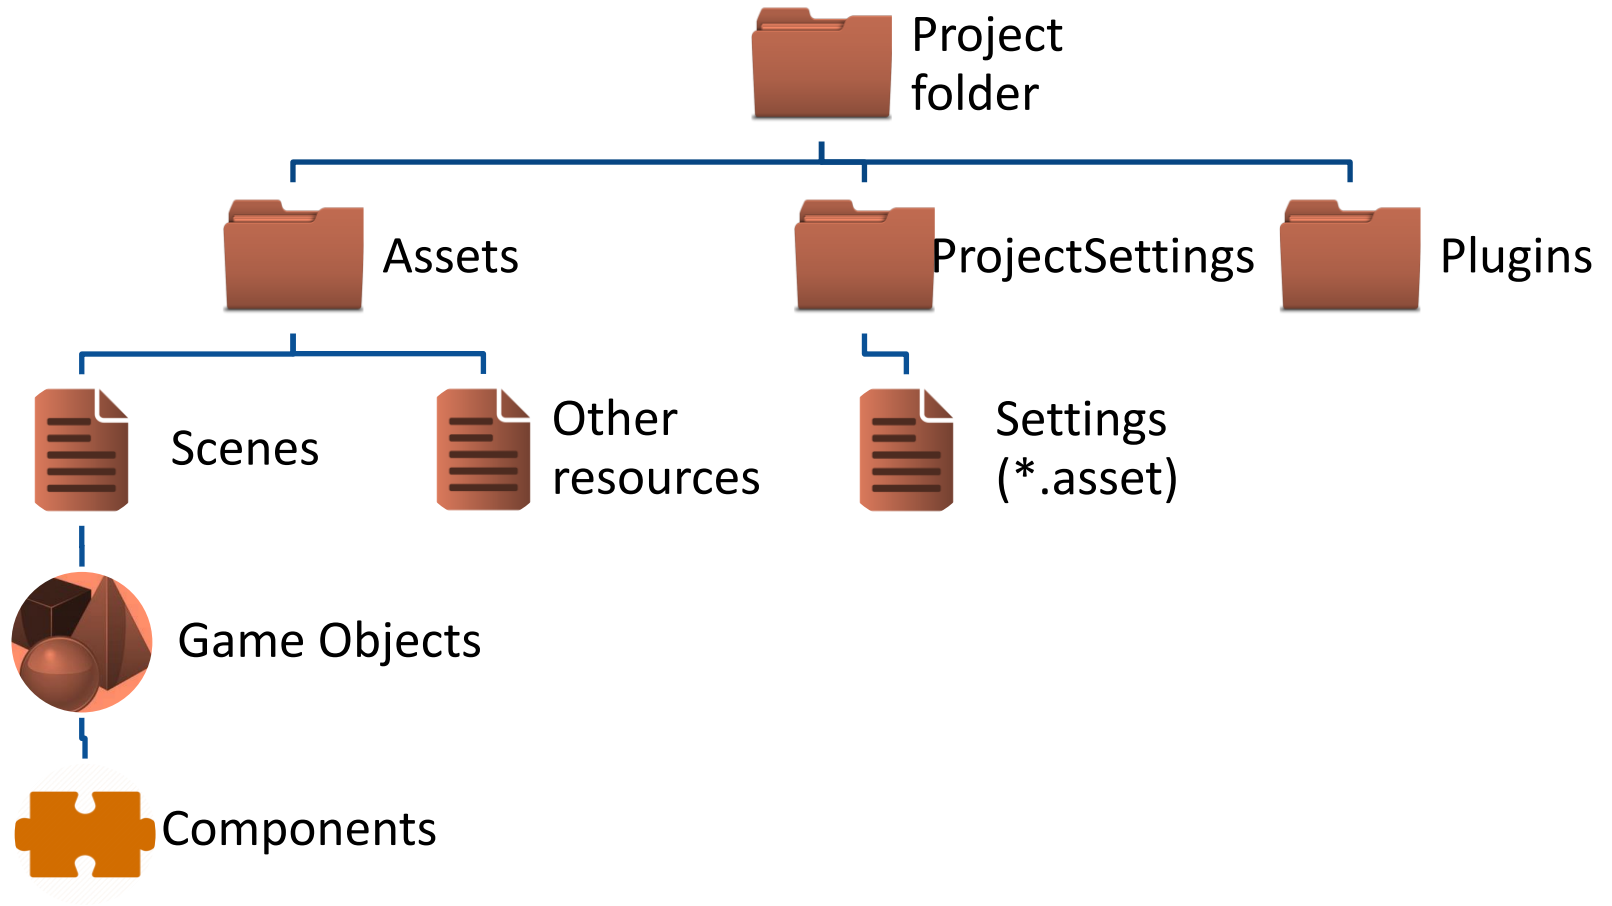 Project
folder
Assets
ProjectSettings
Plugins
Scenes
Other
resources
Settings
(*.asset)
Game Objects
Components